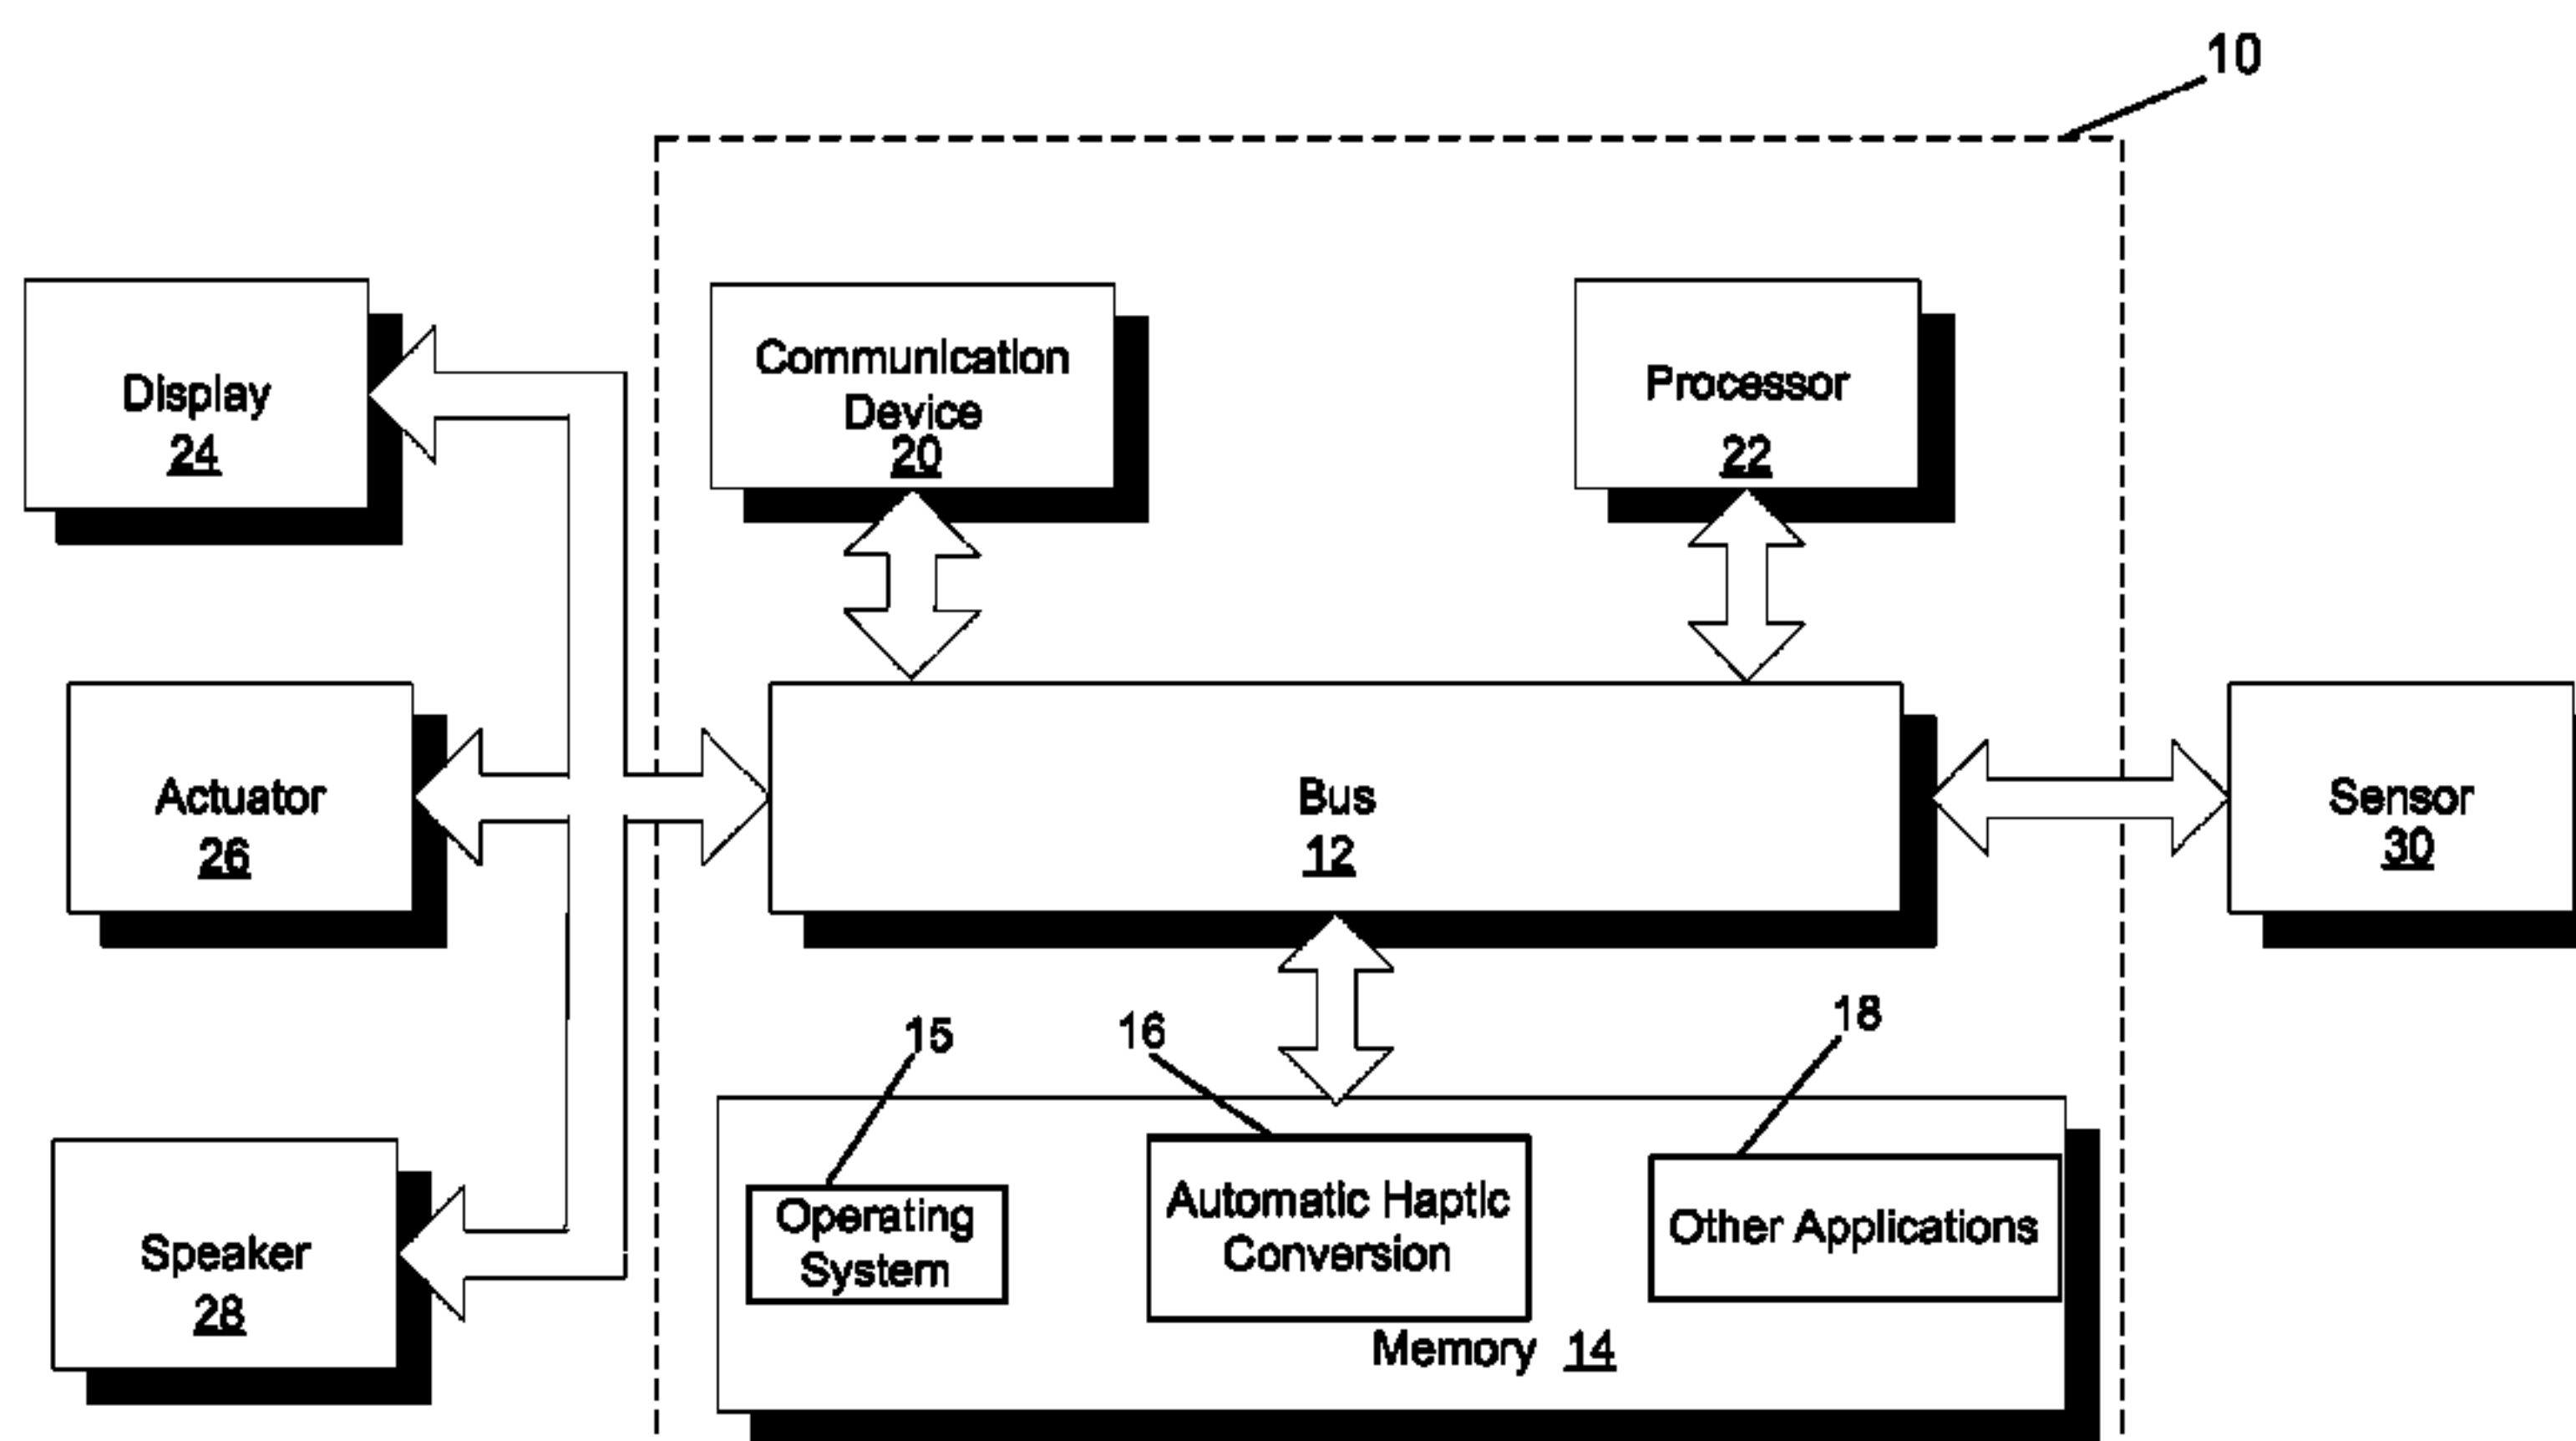 10
Display
24
Communication
Device
20
Processor
22
Actuator
26
Bus
12
Sensor
30
15
16
18
Speaker
28
Operating
System
Automatic Haptic
Conversion
Other Applications
Memory 14